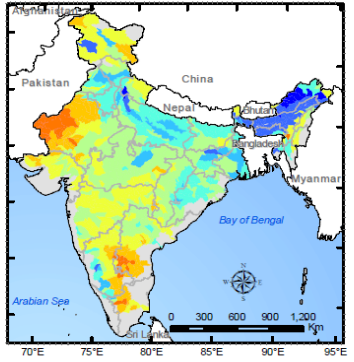 Afghanistan
Pakistan
China
Nepal
Bhutan
Bangladesh
Myanmar
Bay of Bengal
Arabian Sea
0 300 600 900 1,200
Km
Sri Lanka
70°E 75°E 80°E 85°E 90°E 95°E